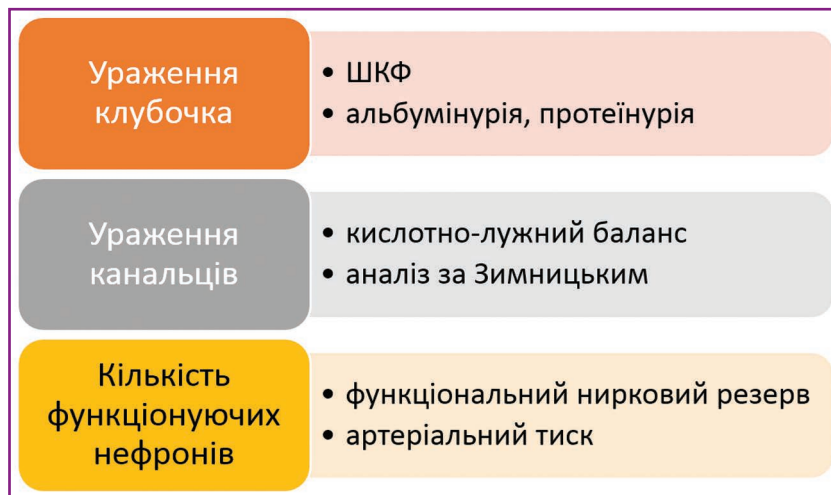 Ураження
клубочка
• ШКФ
• альбумінурія, протеїнурія
Ураження
канальців
• кислотно-лужний баланс
• аналіз за Зимницьким
Кількість
функціонуючих
нефронів
• функціональний нирковий резерв
• артеріальний тиск